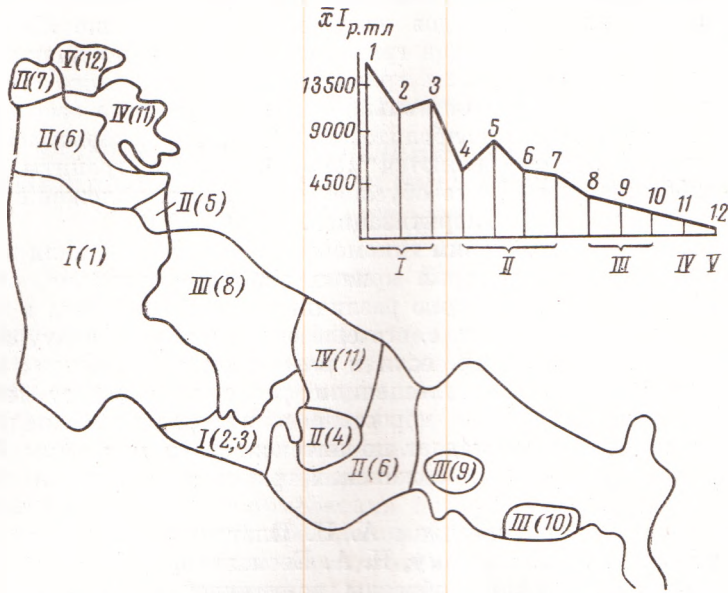 x̄ I р.тл
1
13500
2
3
9000
5
4
6
7
4500
8
9
10
11
12
I
II
III
IV
V
V(12)
II(7)
IV(11)
II(6)
II(5)
I(1)
III(8)
IV(11)
I(2;3)
II(4)
II(6)
III(9)
III(10)